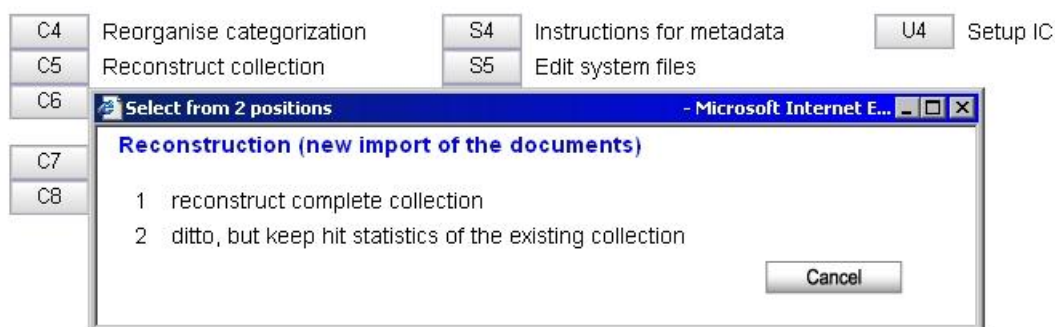 C4 Reorganise categorization S4 Instructions for metadata U4 Setup IC
C5 Reconstruct collection S5 Edit system files
C6
Select from 2 positions - Microsoft Internet E...
Reconstruction (new import of the documents)
C7
C8
1 reconstruct complete collection
2 ditto, but keep hit statistics of the existing collection
Cancel